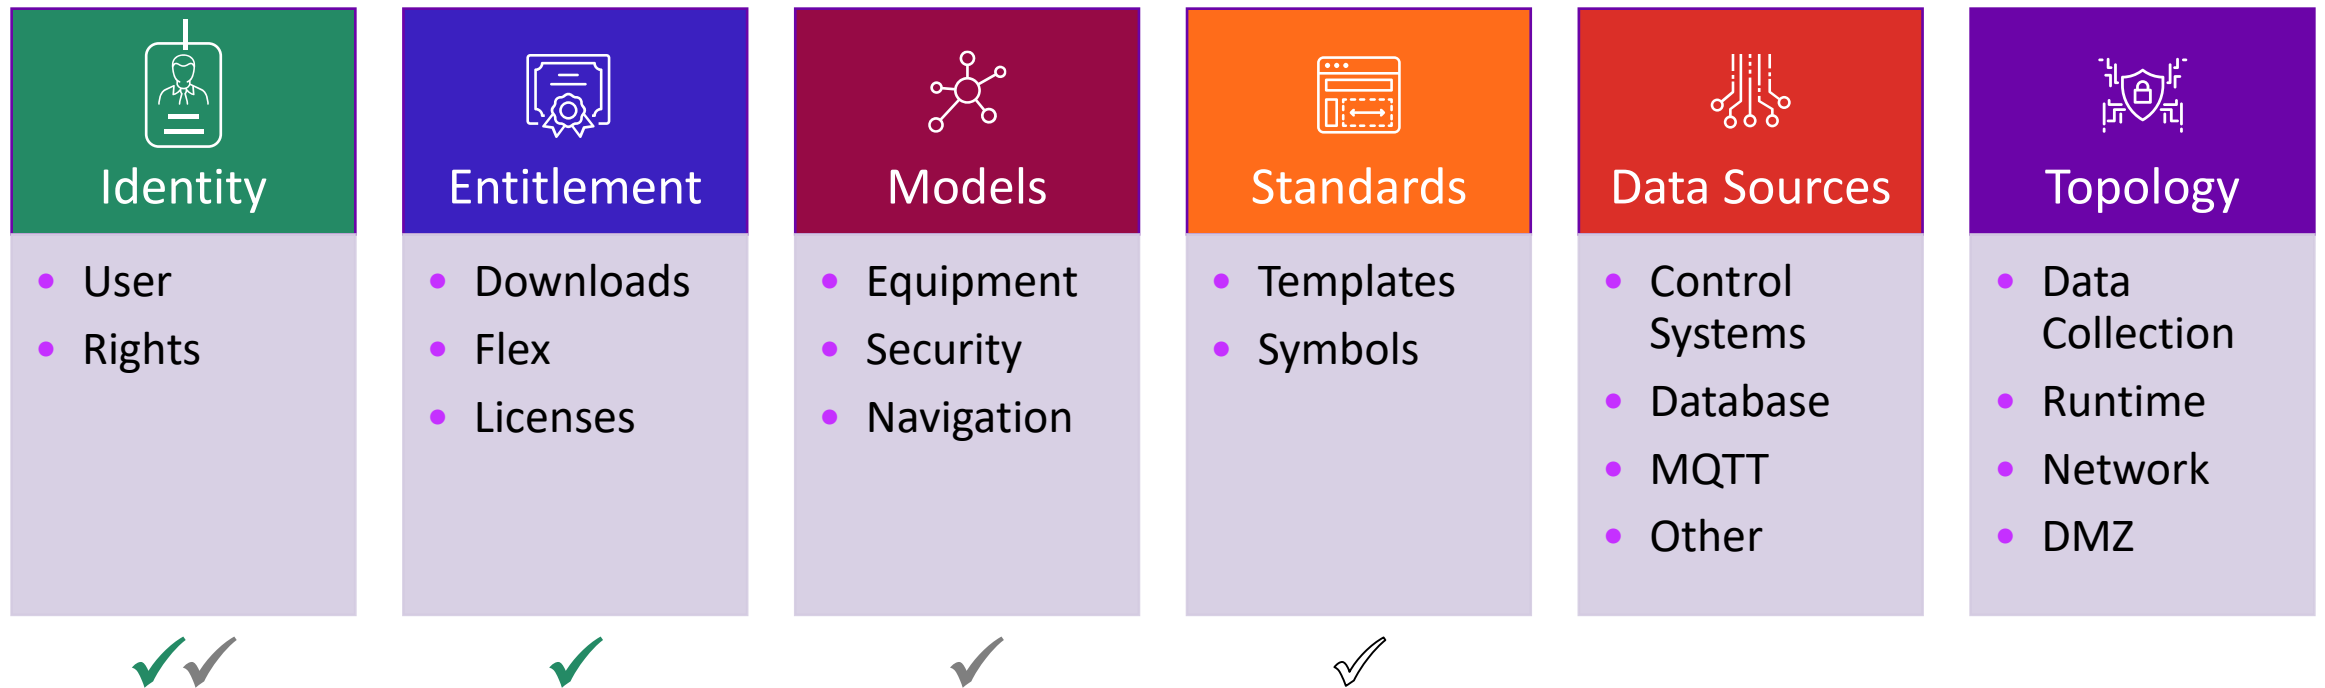 Identity
• User
• Rights
Entitlement
• Downloads
• Flex
• Licenses
Models
• Equipment
• Security
• Navigation
Standards
• Templates
• Symbols
Data Sources
• Control
Systems
• Database
• MQTT
• Other
Topology
• Data
Collection
• Runtime
• Network
• DMZ